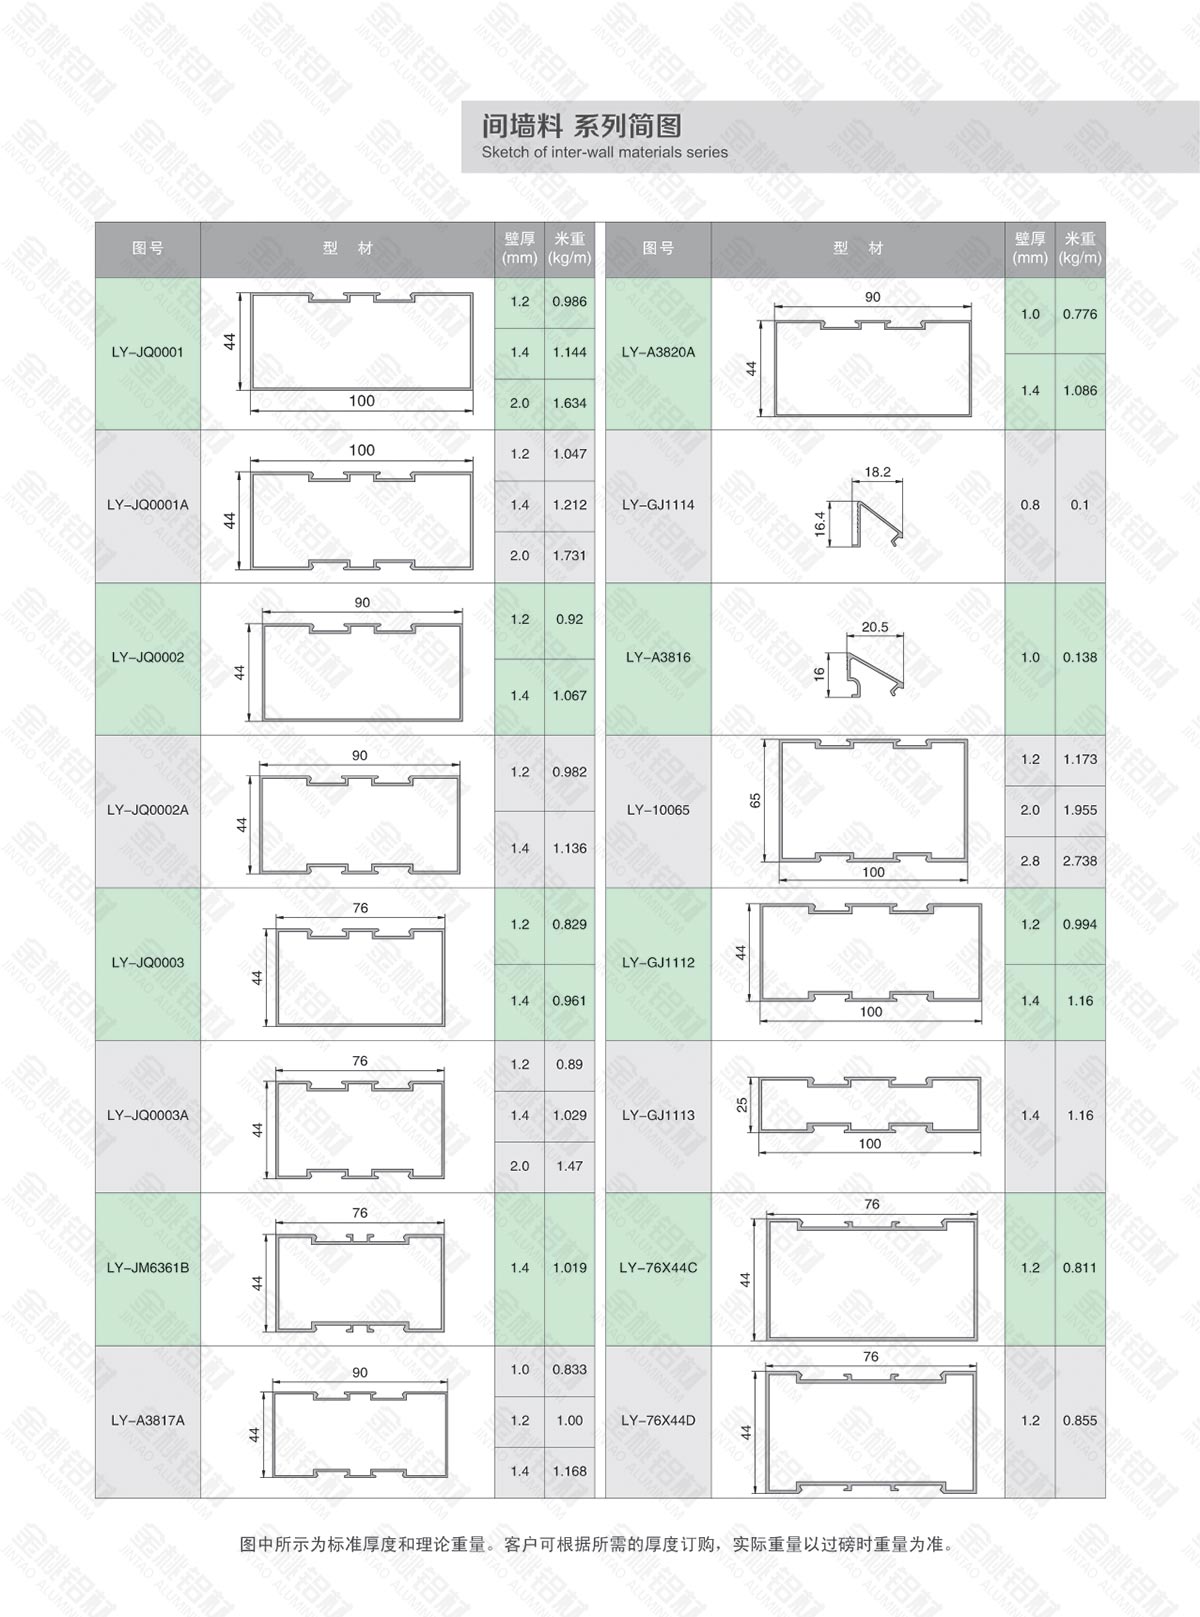 间墙料 系列简图
Sketch of inter-wall materials series
图号 型 材 壁厚(mm) 米重(kg/m)
LY-JQ0001
44
100
1.2 0.986
1.4 1.144
2.0 1.634
LY-JQ0001A
100
44
1.2 1.047
1.4 1.212
2.0 1.731
LY-JQ0002
90
44
1.2 0.92
1.4 1.067
LY-JQ0002A
90
44
1.2 0.982
1.4 1.136
LY-JQ0003
76
44
1.2 0.829
1.4 0.961
LY-JQ0003A
76
44
1.2 0.89
1.4 1.029
2.0 1.47
LY-JM6361B
76
44
1.4 1.019
LY-A3817A
90
44
1.0 0.833
1.2 1.00
1.4 1.168
图号 型 材 壁厚(mm) 米重(kg/m)
LY-A3820A
90
44
1.0 0.776
1.4 1.086
LY-GJ1114
18.2
16.4
0.8 0.1
LY-A3816
20.5
16
1.0 0.138
LY-10065
65
100
1.2 1.173
2.0 1.955
2.8 2.738
LY-GJ1112
44
100
1.2 0.994
1.4 1.16
LY-GJ1113
25
100
1.4 1.16
LY-76X44C
76
44
1.2 0.811
LY-76X44D
76
44
1.2 0.855
图中所示为标准厚度和理论重量。客户可根据所需的厚度订购，实际重量以过磅时重量为准。
金桃铝材
JINTAO ALUMINIUM